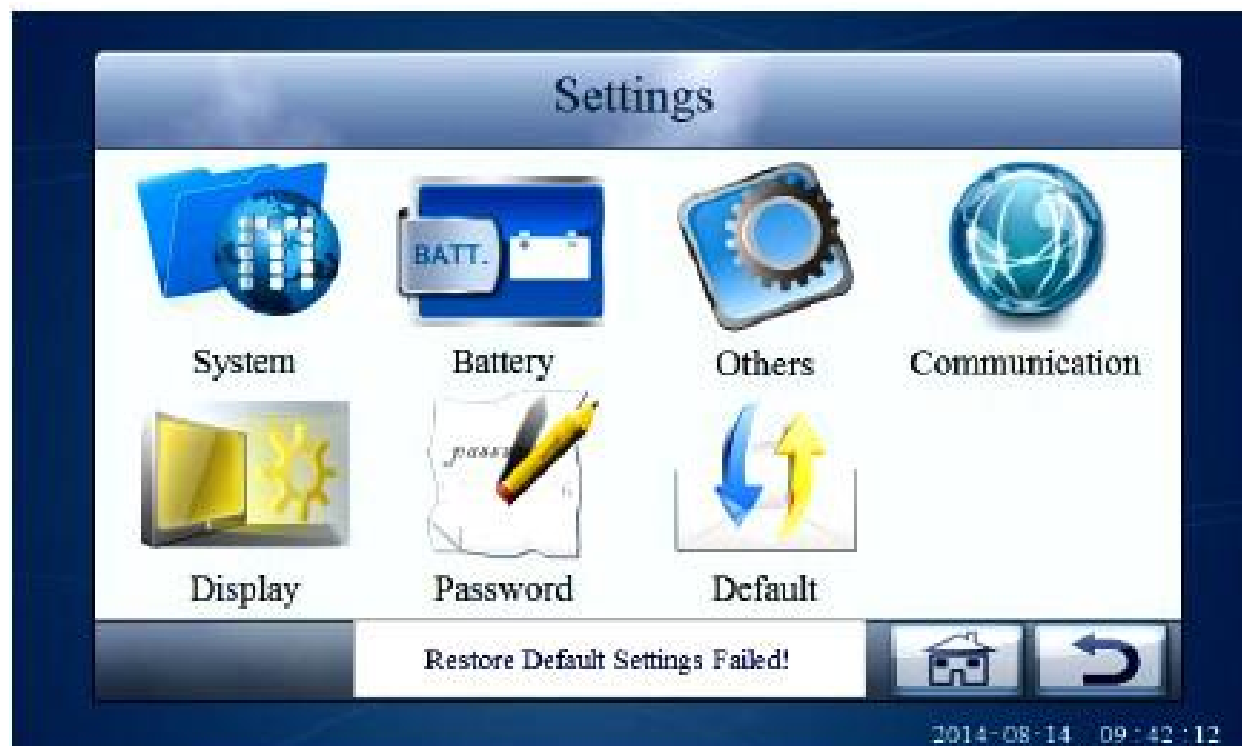 Settings
BATT.
System
Battery
Others
Communication
Display
Password
Default
Restore Default Settings Failed!
2014-08-14 09:42:12